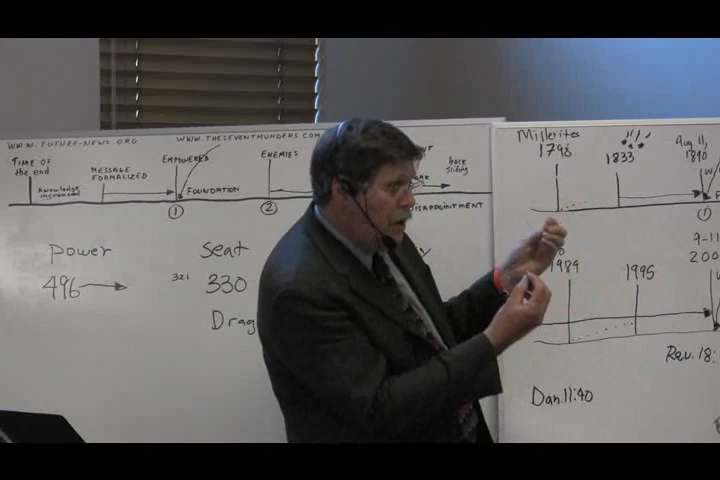 WWW.FUTURE-NEWS.ORG
WWW.THESEVENTHUNDERS.COM
TIME OF the end
Knowledge increased
MESSAGE FORMALIZED
EMPOWERED
FOUNDATION
1
ENEMIES
2
back sliding
DISAPPOINTMENT
power
496
321
Seat
330
Drag
Millerites
1798
1833
Aug 11, 1840
1
1989
1995
9-11
200
Rev. 18:
Dan. 11:40